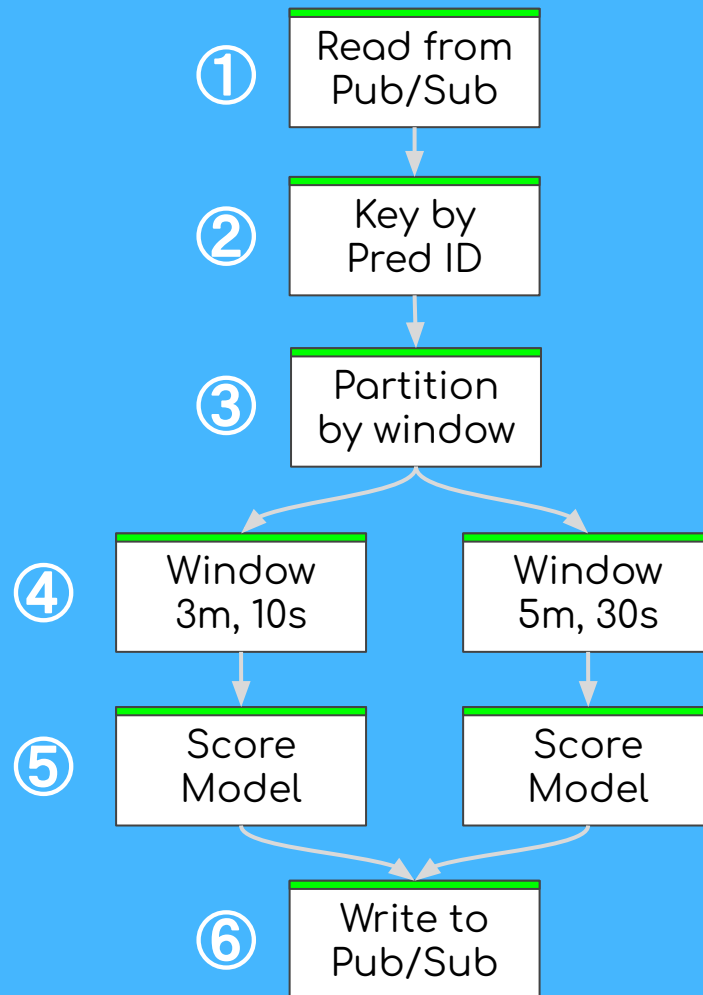 ①
Read from
Pub/Sub
②
Key by
Pred ID
③
Partition
by window
④
Window
3m, 10s
Window
5m, 30s
⑤
Score
Model
Score
Model
⑥
Write to
Pub/Sub